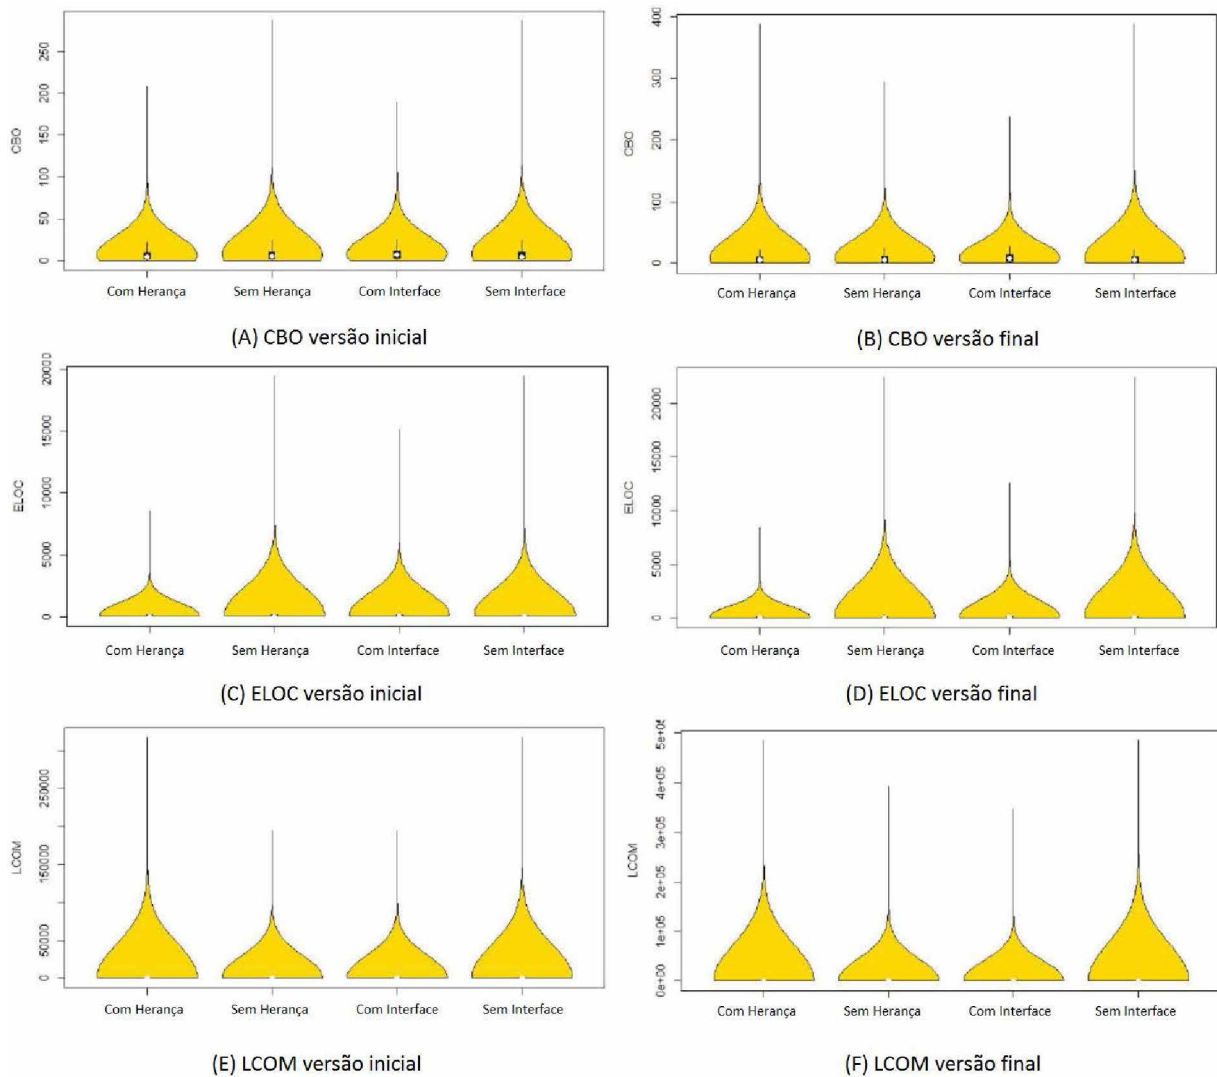 CBO
250
200
150
100
50
0
Com Herança Sem Herança Com Interface Sem Interface
(A) CBO versão inicial
CBO
400
300
200
100
0
Com Herança Sem Herança Com Interface Sem Interface
(B) CBO versão final
ELOC
20000
15000
10000
5000
0
Com Herança Sem Herança Com Interface Sem Interface
(C) ELOC versão inicial
ELOC
20000
15000
10000
5000
0
Com Herança Sem Herança Com Interface Sem Interface
(D) ELOC versão final
LCOM
250000
150000
50000
0
Com Herança Sem Herança Com Interface Sem Interface
(E) LCOM versão inicial
LCOM
5e+05
4e+05
3e+05
2e+05
1e+05
0e+00
Com Herança Sem Herança Com Interface Sem Interface
(F) LCOM versão final